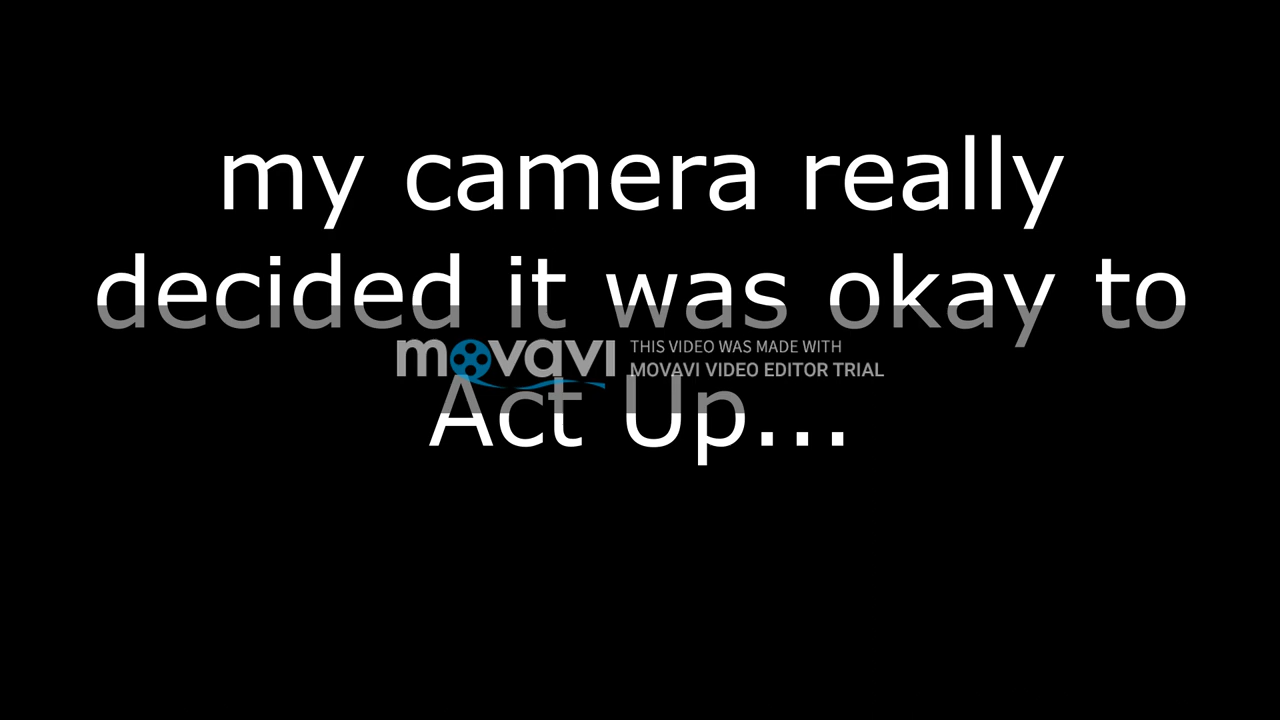 my camera really
decided it was okay to
movavi THIS VIDEO WAS MADE WITH
MOVAVI VIDEO EDITOR TRIAL
Act Up...